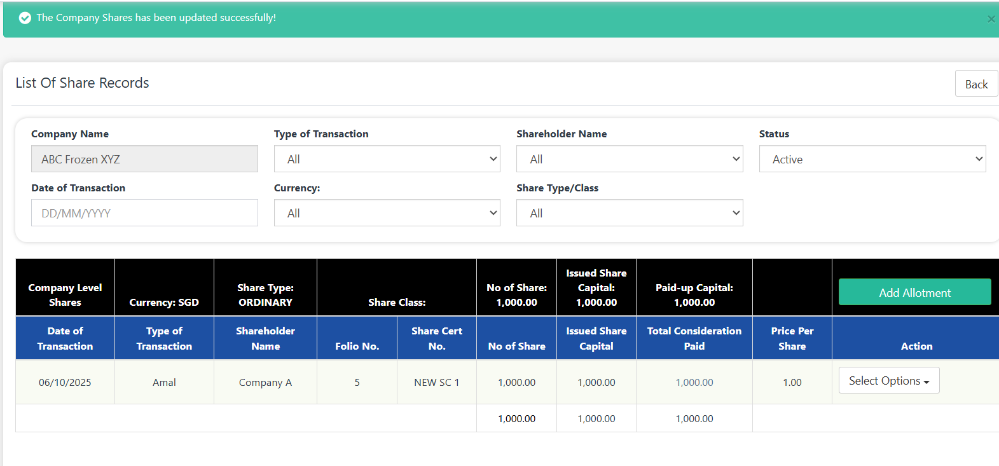 The Company Shares has been updated successfully!
×
List Of Share Records
Back
Company Name
Type of Transaction
Shareholder Name
Status
ABC Frozen XYZ
All
All
Active
Date of Transaction
Currency:
Share Type/Class
DD/MM/YYYY
All
All
Company Level
Shares
Currency: SGD
Share Type:
ORDINARY
Share Class:
No of Share:
1,000.00
Issued Share
Capital:
1,000.00
Paid-up Capital:
1,000.00
Add Allotment
Date of
Transaction
Type of
Transaction
Shareholder
Name
Folio No.
Share Cert
No.
No of Share
Issued Share
Capital
Total Consideration
Paid
Price Per
Share
Action
06/10/2025
Amal
Company A
5
NEW SC 1
1,000.00
1,000.00
1,000.00
1.00
Select Options
1,000.00
1,000.00
1,000.00